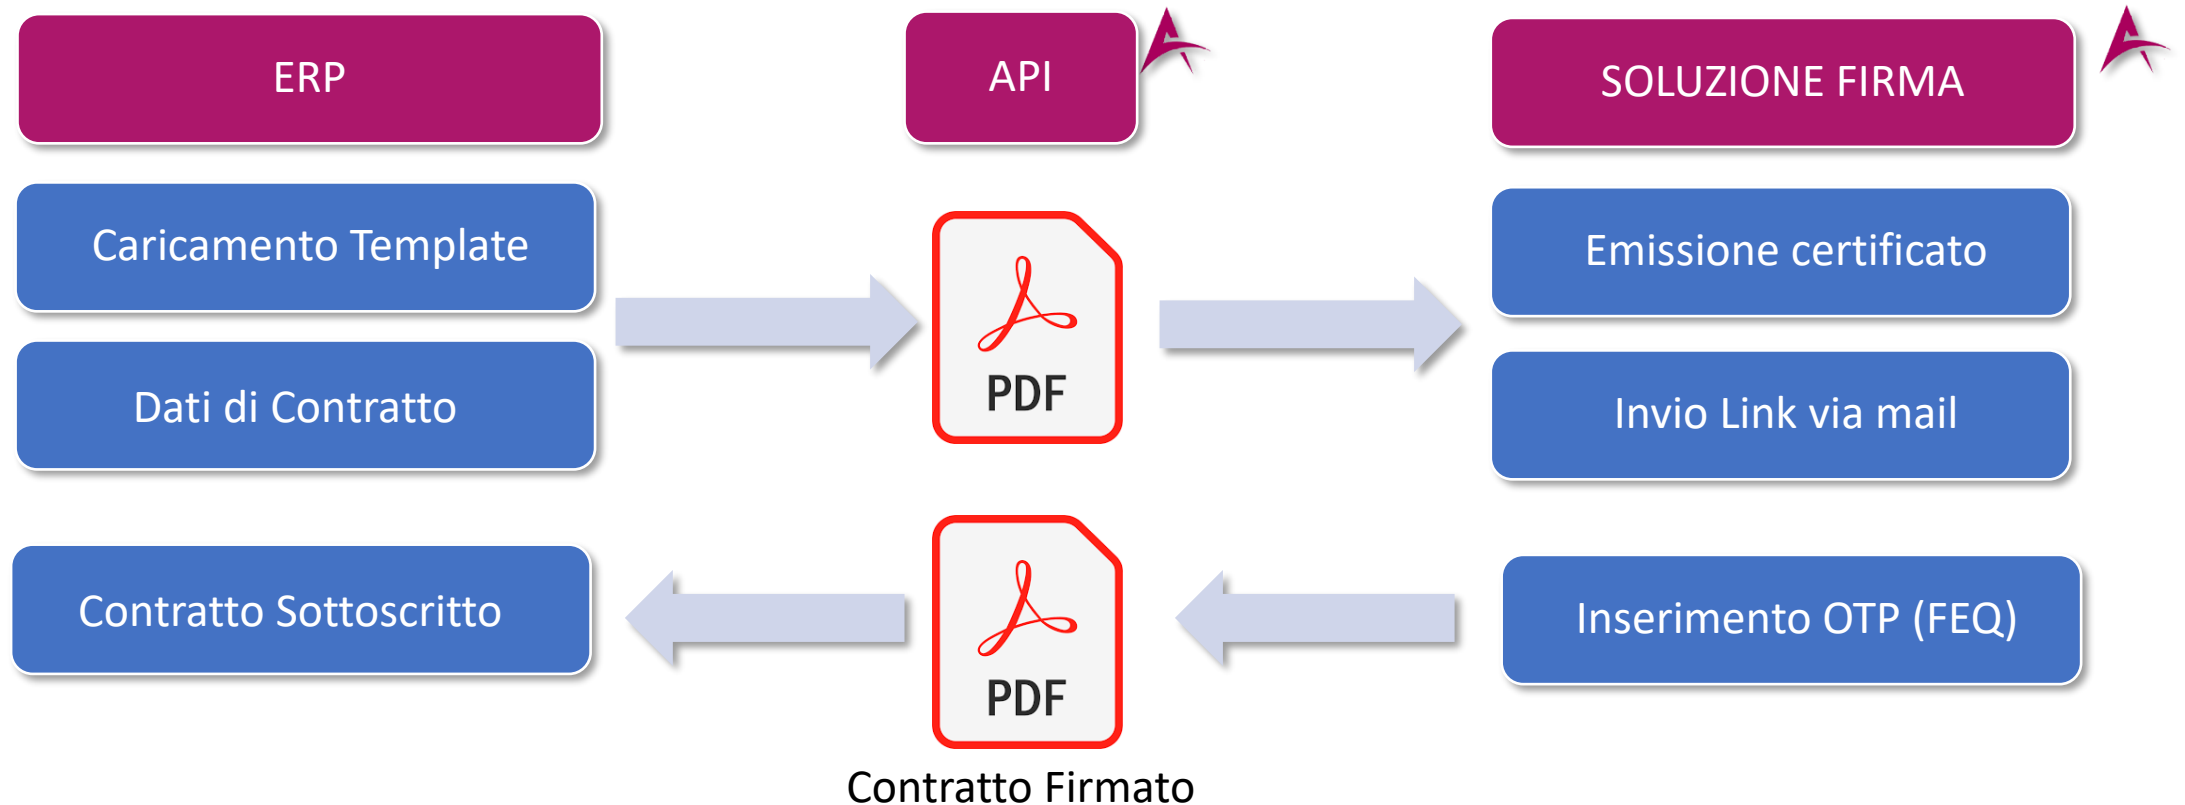 ERP
API
SOLUZIONE FIRMA
Caricamento Template
Emissione certificato
PDF
Dati di Contratto
Invio Link via mail
Contratto Sottoscritto
PDF
Inserimento OTP (FEQ)
Contratto Firmato